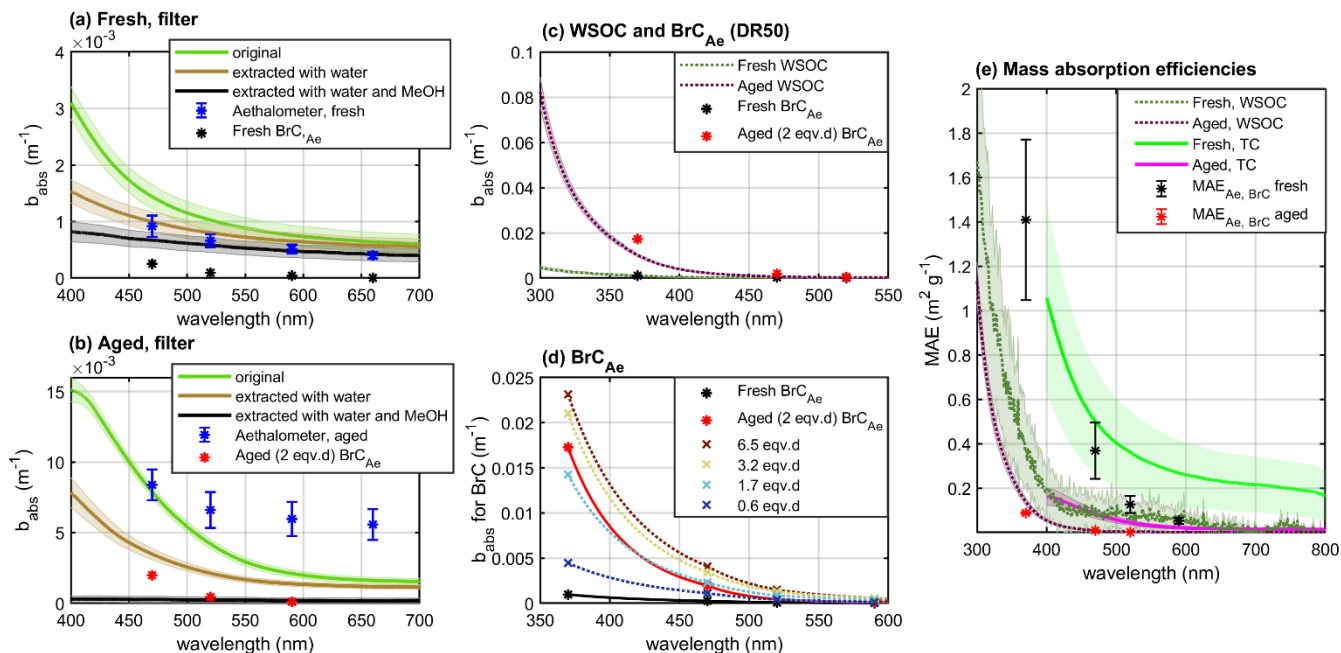 (a) Fresh, filter
×10⁻³
4
3
2
1
0
b_abs (m⁻¹)
original
extracted with water
extracted with water and MeOH
Aethalometer, fresh
Fresh BrC,_Ae
400 450 500 550 600 650 700
wavelength (nm)
(b) Aged, filter
×10⁻³
15
10
5
0
b_abs (m⁻¹)
original
extracted with water
extracted with water and MeOH
Aethalometer, aged
Aged (2 eqv.d) BrC_Ae
400 450 500 550 600 650 700
wavelength (nm)
(c) WSOC and BrC_Ae (DR50)
0.1
0.08
0.06
0.04
0.02
0
b_abs (m⁻¹)
Fresh WSOC
Aged WSOC
Fresh BrC_Ae
Aged (2 eqv.d) BrC_Ae
300 350 400 450 500 550
wavelength (nm)
(d) BrC_Ae
0.025
0.02
0.015
0.01
0.005
0
b_abs for BrC (m⁻¹)
Fresh BrC_Ae
Aged (2 eqv.d) BrC_Ae
6.5 eqv.d
3.2 eqv.d
1.7 eqv.d
0.6 eqv.d
350 400 450 500 550 600
wavelength (nm)
(e) Mass absorption efficiencies
2
1.8
1.6
1.4
1.2
1
0.8
0.6
0.4
0.2
MAE (m² g⁻¹)
Fresh, WSOC
Aged, WSOC
Fresh, TC
Aged, TC
MAE_Ae, BrC fresh
MAE_Ae, BrC aged
300 400 500 600 700 800
wavelength (nm)